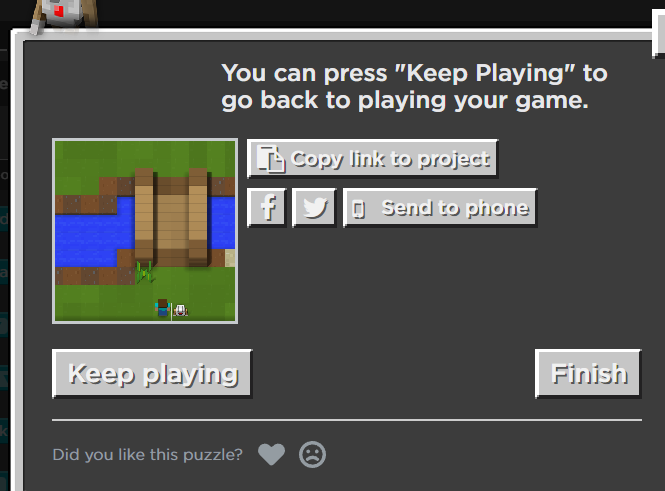 You can press "Keep Playing" to
go back to playing your game.
Copy link to project
Send to phone
Keep playing
Finish
Did you like this puzzle?